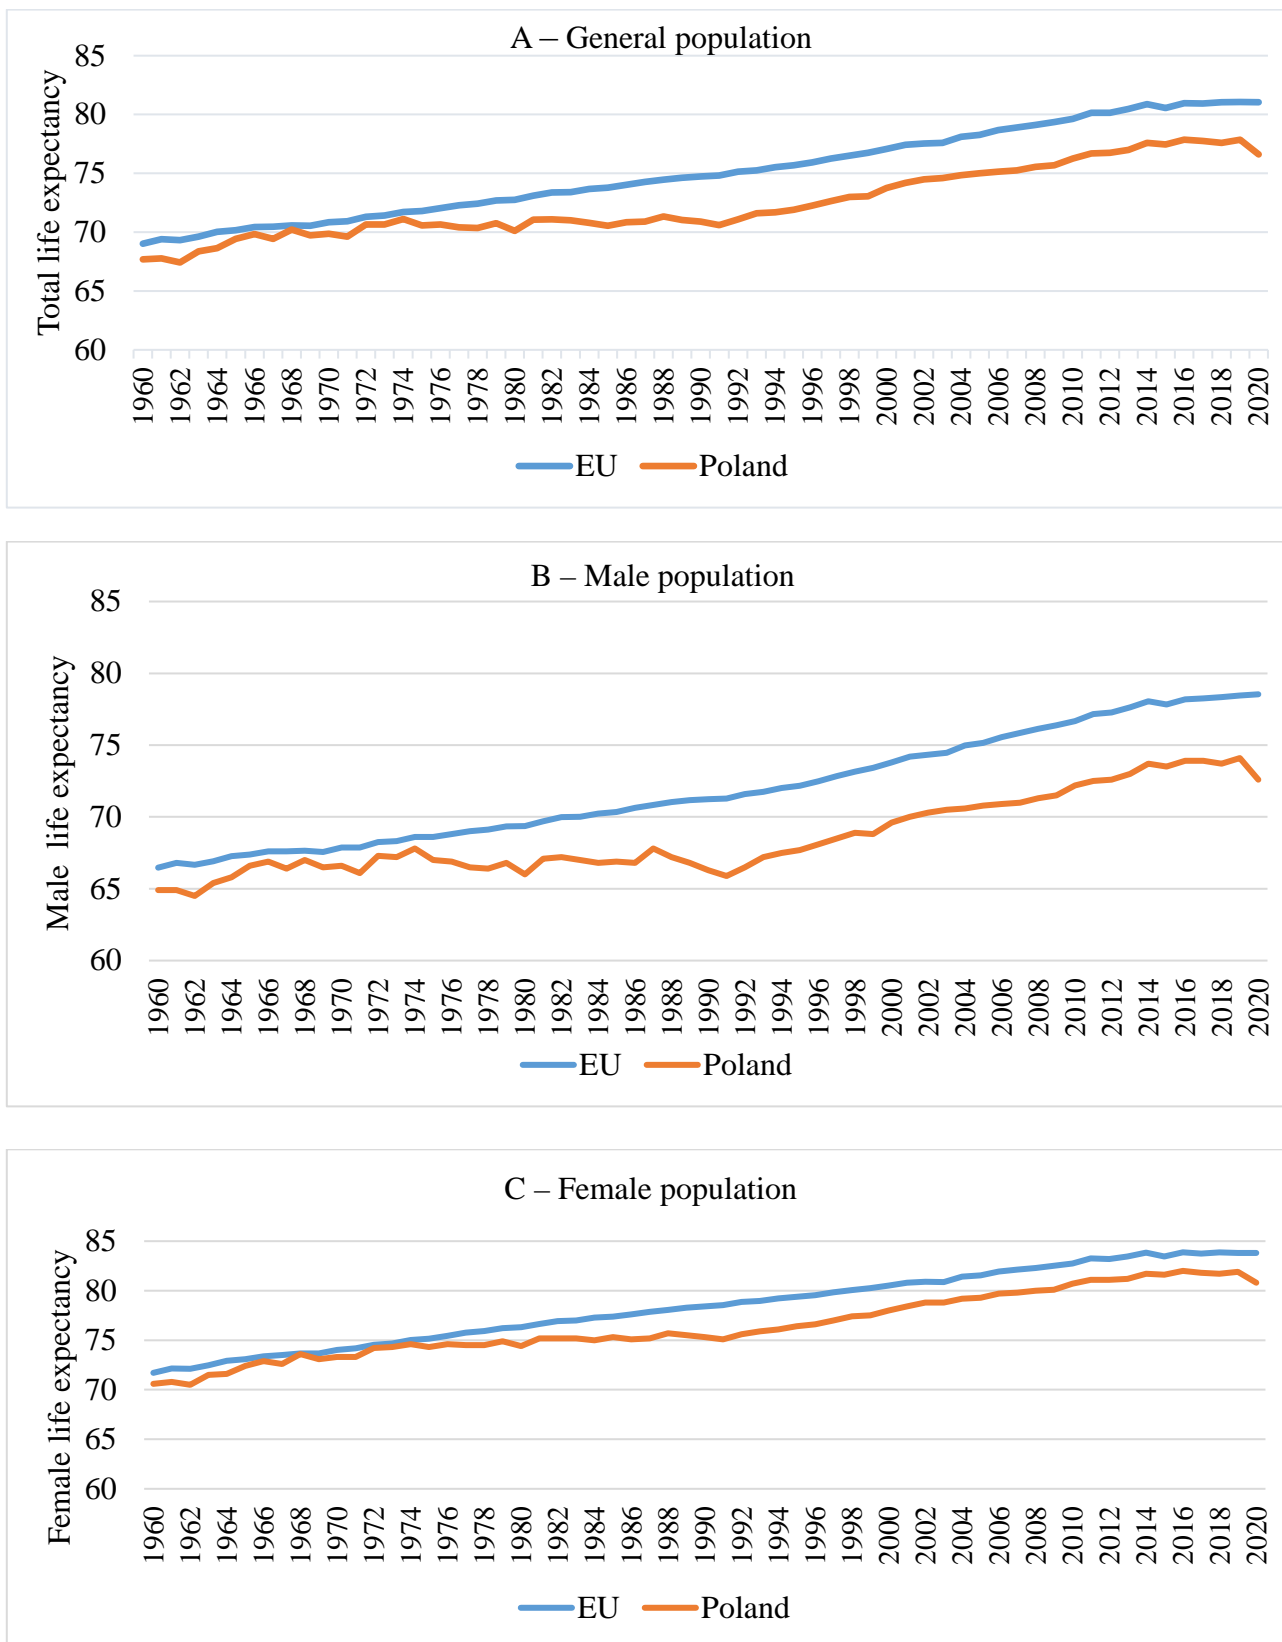 A – General population
Total life expectancy
85
80
75
70
65
60
1960 1962 1964 1966 1968 1970 1972 1974 1976 1978 1980 1982 1984 1986 1988 1990 1992 1994 1996 1998 2000 2002 2004 2006 2008 2010 2012 2014 2016 2018 2020
EU Poland
B – Male population
Male life expectancy
85
80
75
70
65
60
1960 1962 1964 1966 1968 1970 1972 1974 1976 1978 1980 1982 1984 1986 1988 1990 1992 1994 1996 1998 2000 2002 2004 2006 2008 2010 2012 2014 2016 2018 2020
EU Poland
C – Female population
Female life expectancy
85
80
75
70
65
60
1960 1962 1964 1966 1968 1970 1972 1974 1976 1978 1980 1982 1984 1986 1988 1990 1992 1994 1996 1998 2000 2002 2004 2006 2008 2010 2012 2014 2016 2018 2020
EU Poland